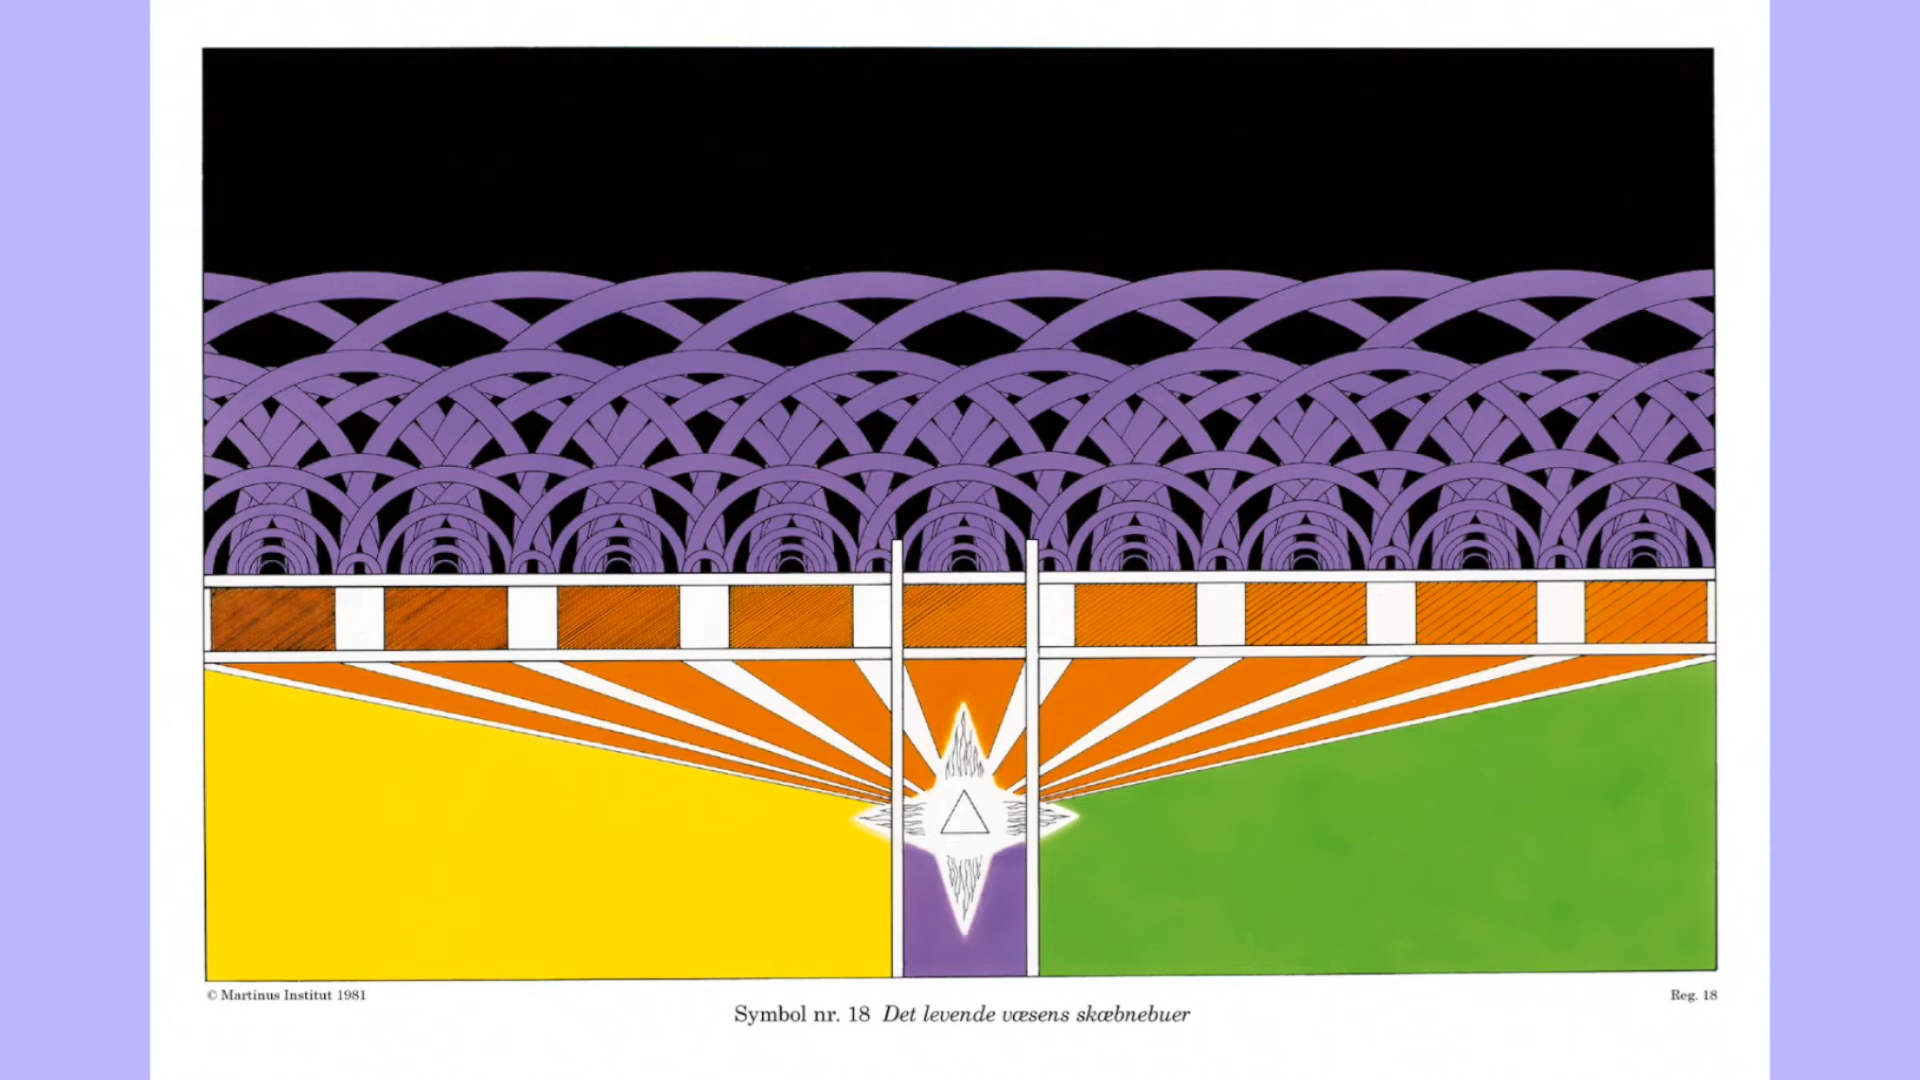 © Martinus Institut 1981
Reg. 18
Symbol nr. 18 Det levende væsens skæbnebuer